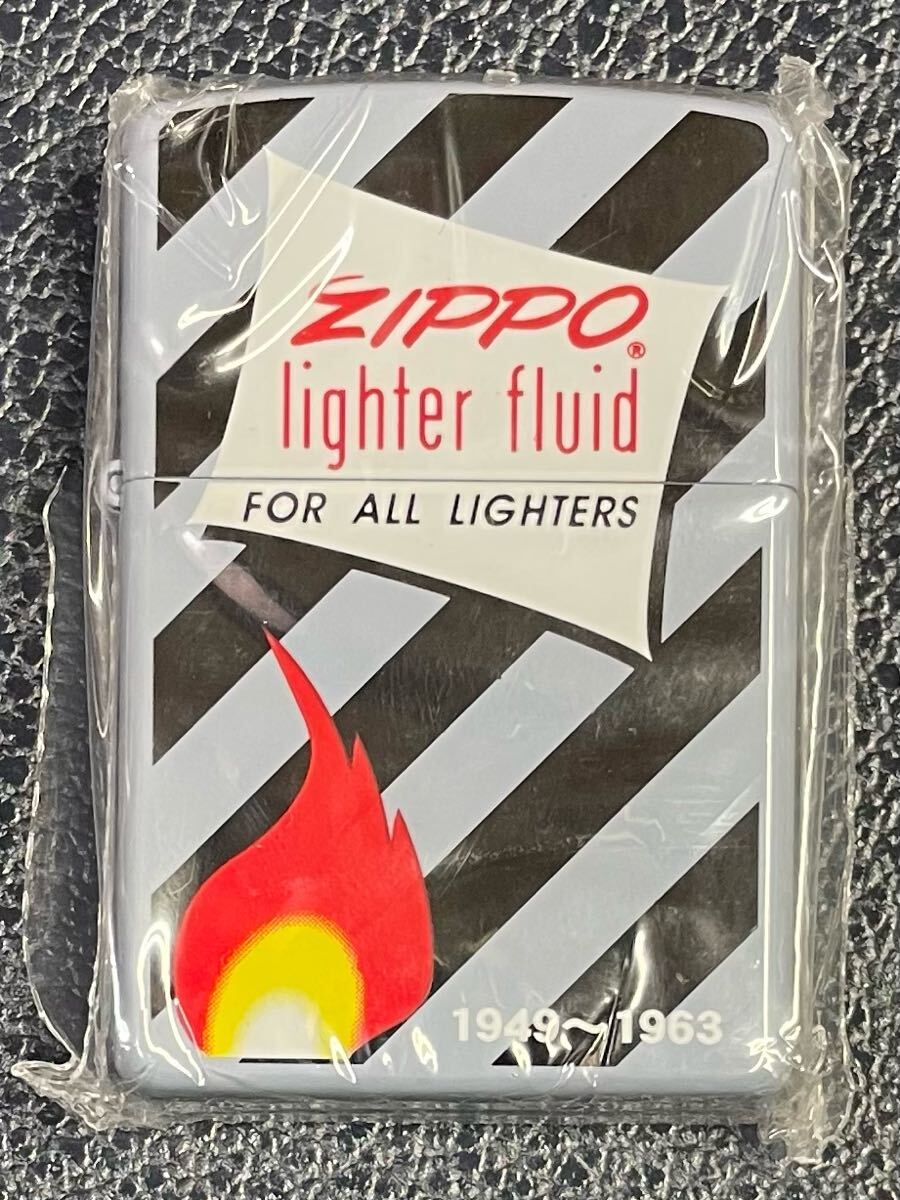 ZIPPO®
lighter fluid
FOR ALL LIGHTERS
1949〜1963